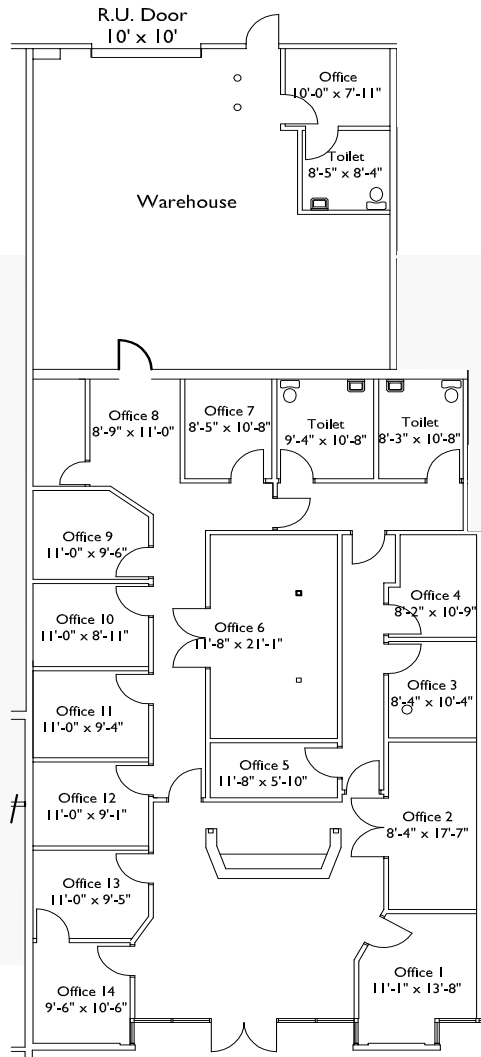 R.U. Door
10' x 10'
Office
10'-0" x 7'-11"
Toilet
8'-5" x 8'-4"
Warehouse
Office 8
8'-9" x 11'-0"
Office 7
8'-5" x 10'-8"
Toilet
9'-4" x 10'-8"
Toilet
8'-3" x 10'-8"
Office 9
11'-0" x 9'-6"
Office 10
11'-0" x 8'-11"
Office 6
11'-8" x 21'-1"
Office 4
8'-2" x 10'-9"
Office 3
8'-4" x 10'-4"
Office 11
11'-0" x 9'-4"
Office 5
11'-8" x 5'-10"
Office 12
11'-0" x 9'-1"
Office 2
8'-4" x 17'-7"
Office 13
11'-0" x 9'-5"
Office 14
9'-6" x 10'-6"
Office 1
11'-1" x 13'-8"